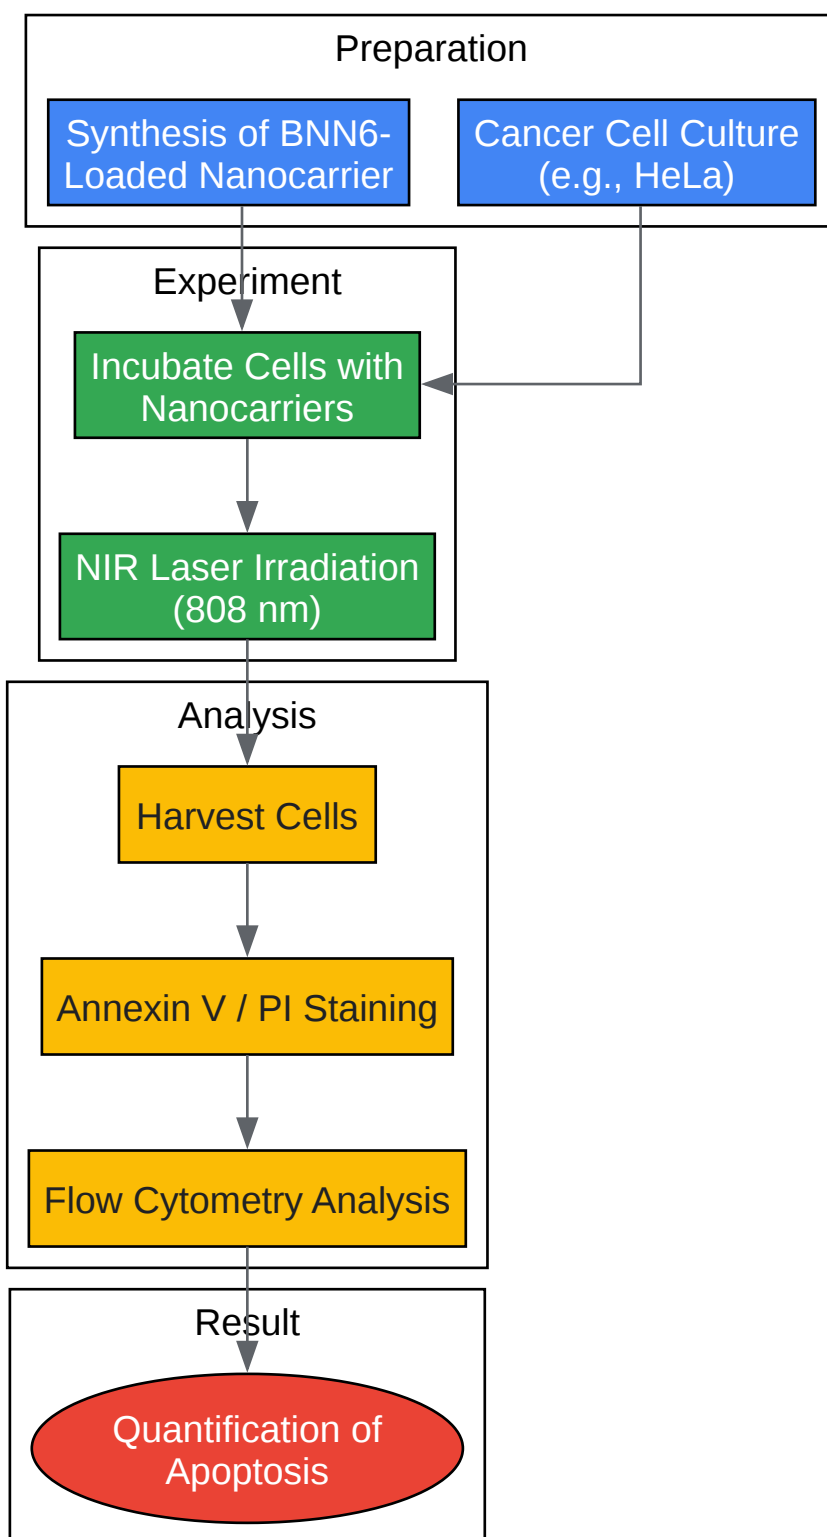 Preparation
Synthesis of BNN6-
Loaded Nanocarrier
Cancer Cell Culture
(e.g., HeLa)
Experiment
Incubate Cells with
Nanocarriers
NIR Laser Irradiation
(808 nm)
Analysis
Harvest Cells
Annexin V / PI Staining
Flow Cytometry Analysis
Result
Quantification of
Apoptosis